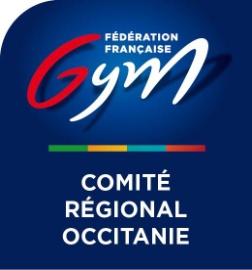 FÉDÉRATION
FRANÇAISE
Gym
COMITÉ
RÉGIONAL
OCCITANIE